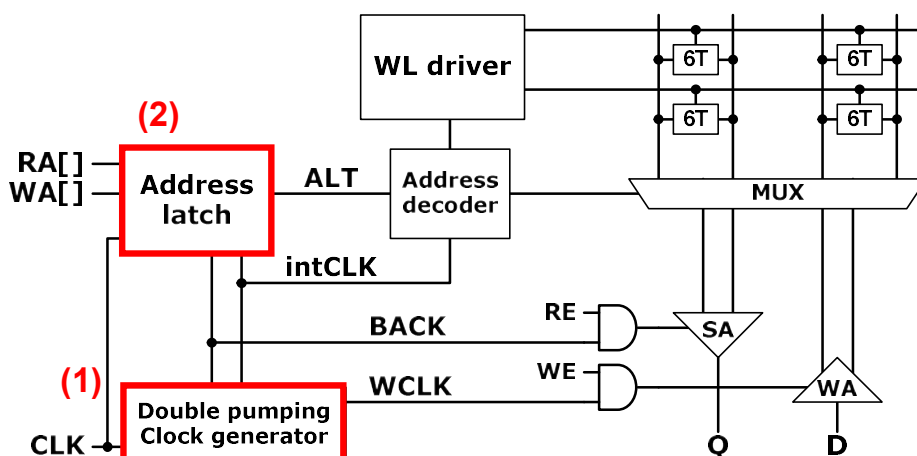 WL driver
6T
6T
6T
6T
(2)
RA[]
WA[]
Address
latch
ALT
Address
decoder
MUX
intCLK
BACK
RE
SA
(1)
WCLK
WE
WA
Double pumping
Clock generator
CLK
Q
D